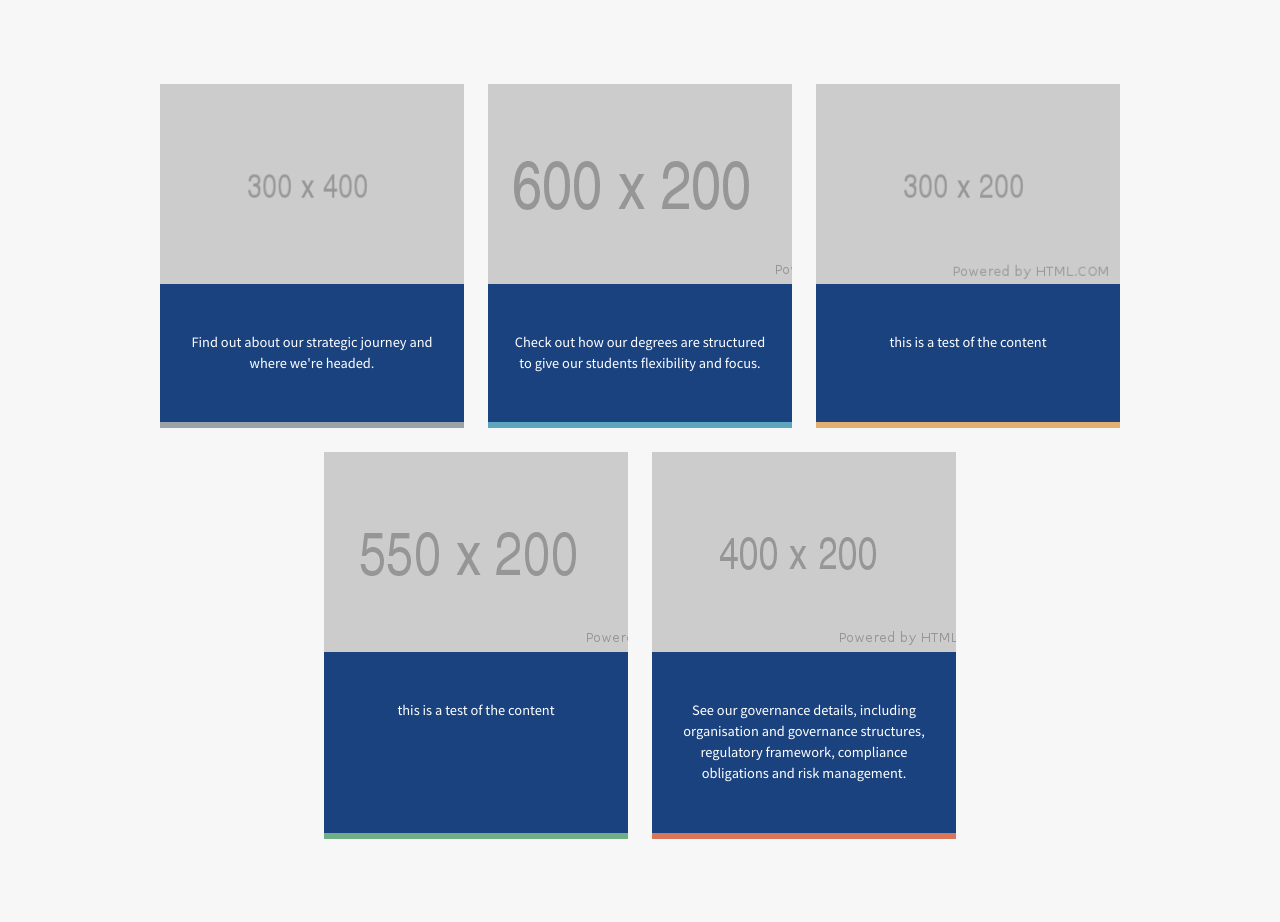 300 x 400
600 x 200
Po
300 x 200
Powered by HTML.COM
Find out about our strategic journey and
where we're headed.
Check out how our degrees are structured
to give our students flexibility and focus.
this is a test of the content
550 x 200
Power
400 x 200
Powered by HTML
this is a test of the content
See our governance details, including
organisation and governance structures,
regulatory framework, compliance
obligations and risk management.